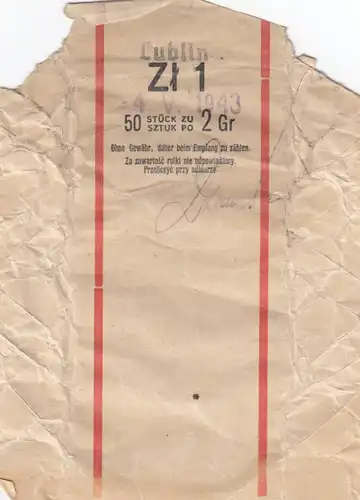 Lublin
Zł 1
-4. V. 1943
50 STÜCK ZU 2 Gr
SZTUK PO
Ohne Gewähr, daher beim Empfang zu zählen.
Za zawartość rolki nie odpowiadamy.
Przeliczyć przy odbiorze